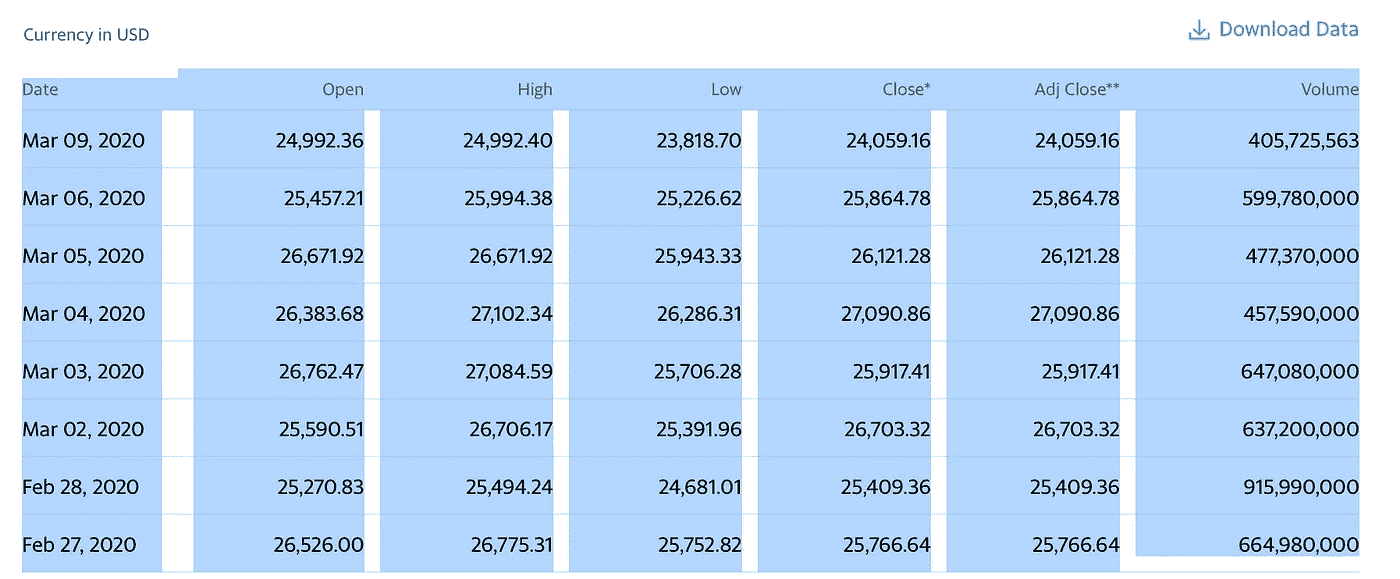 Currency in USD Download Data
Date Open High Low Close* Adj Close** Volume
Mar 09, 2020 24,992.36 24,992.40 23,818.70 24,059.16 24,059.16 405,725,563
Mar 06, 2020 25,457.21 25,994.38 25,226.62 25,864.78 25,864.78 599,780,000
Mar 05, 2020 26,671.92 26,671.92 25,943.33 26,121.28 26,121.28 477,370,000
Mar 04, 2020 26,383.68 27,102.34 26,286.31 27,090.86 27,090.86 457,590,000
Mar 03, 2020 26,762.47 27,084.59 25,706.28 25,917.41 25,917.41 647,080,000
Mar 02, 2020 25,590.51 26,706.17 25,391.96 26,703.32 26,703.32 637,200,000
Feb 28, 2020 25,270.83 25,494.24 24,681.01 25,409.36 25,409.36 915,990,000
Feb 27, 2020 26,526.00 26,775.31 25,752.82 25,766.64 25,766.64 664,980,000